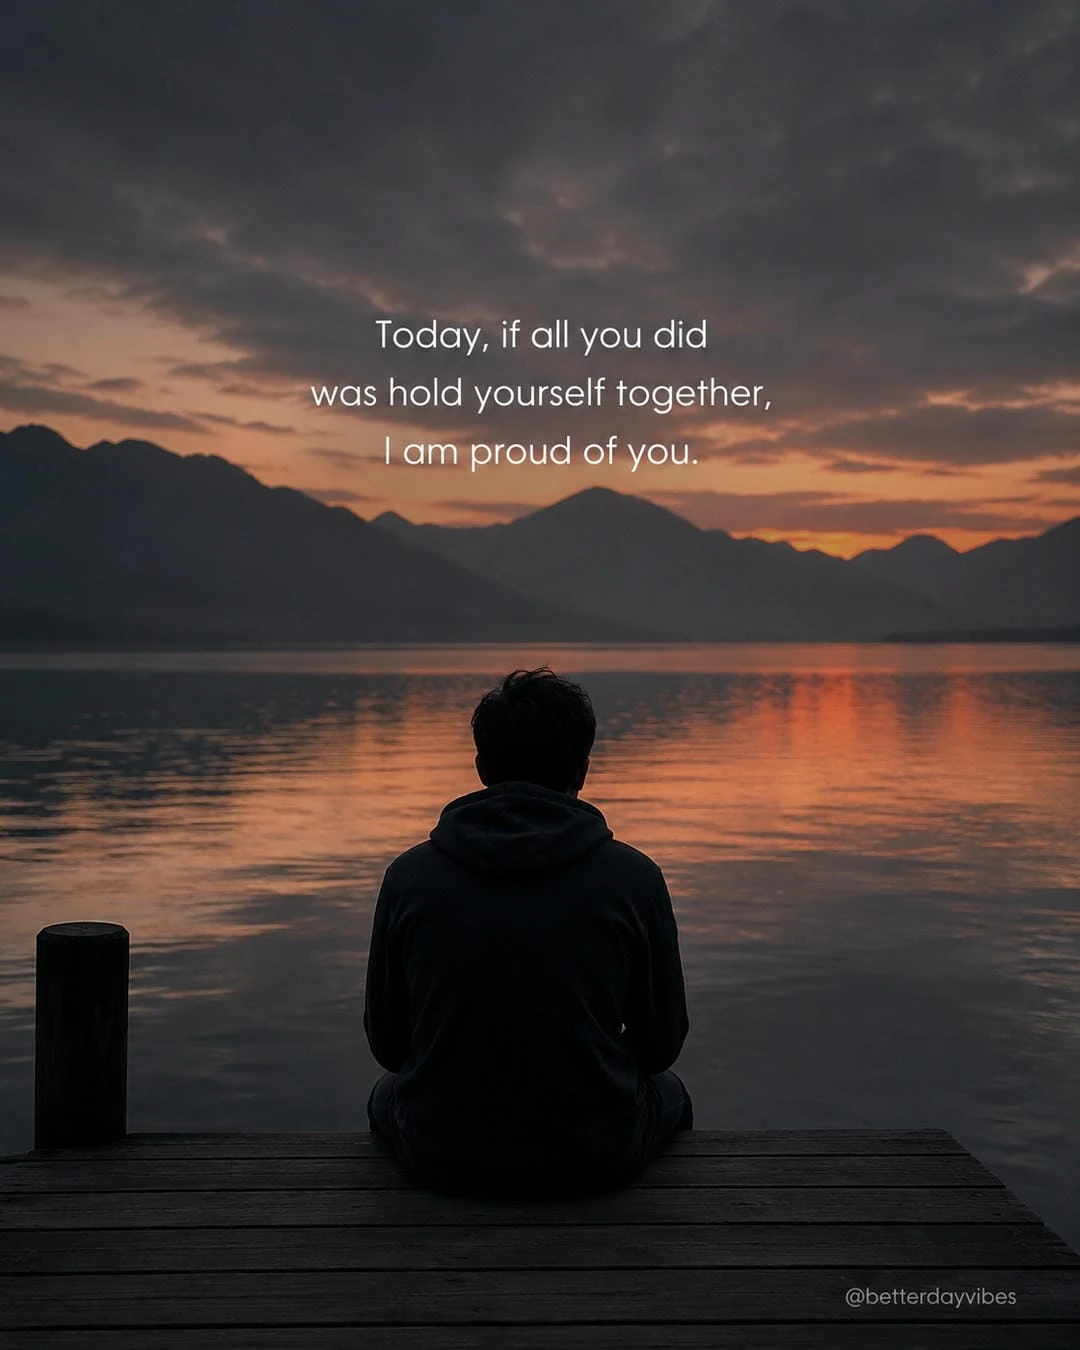 Today, if all you did
was hold yourself together,
I am proud of you.
@betterdayvibes